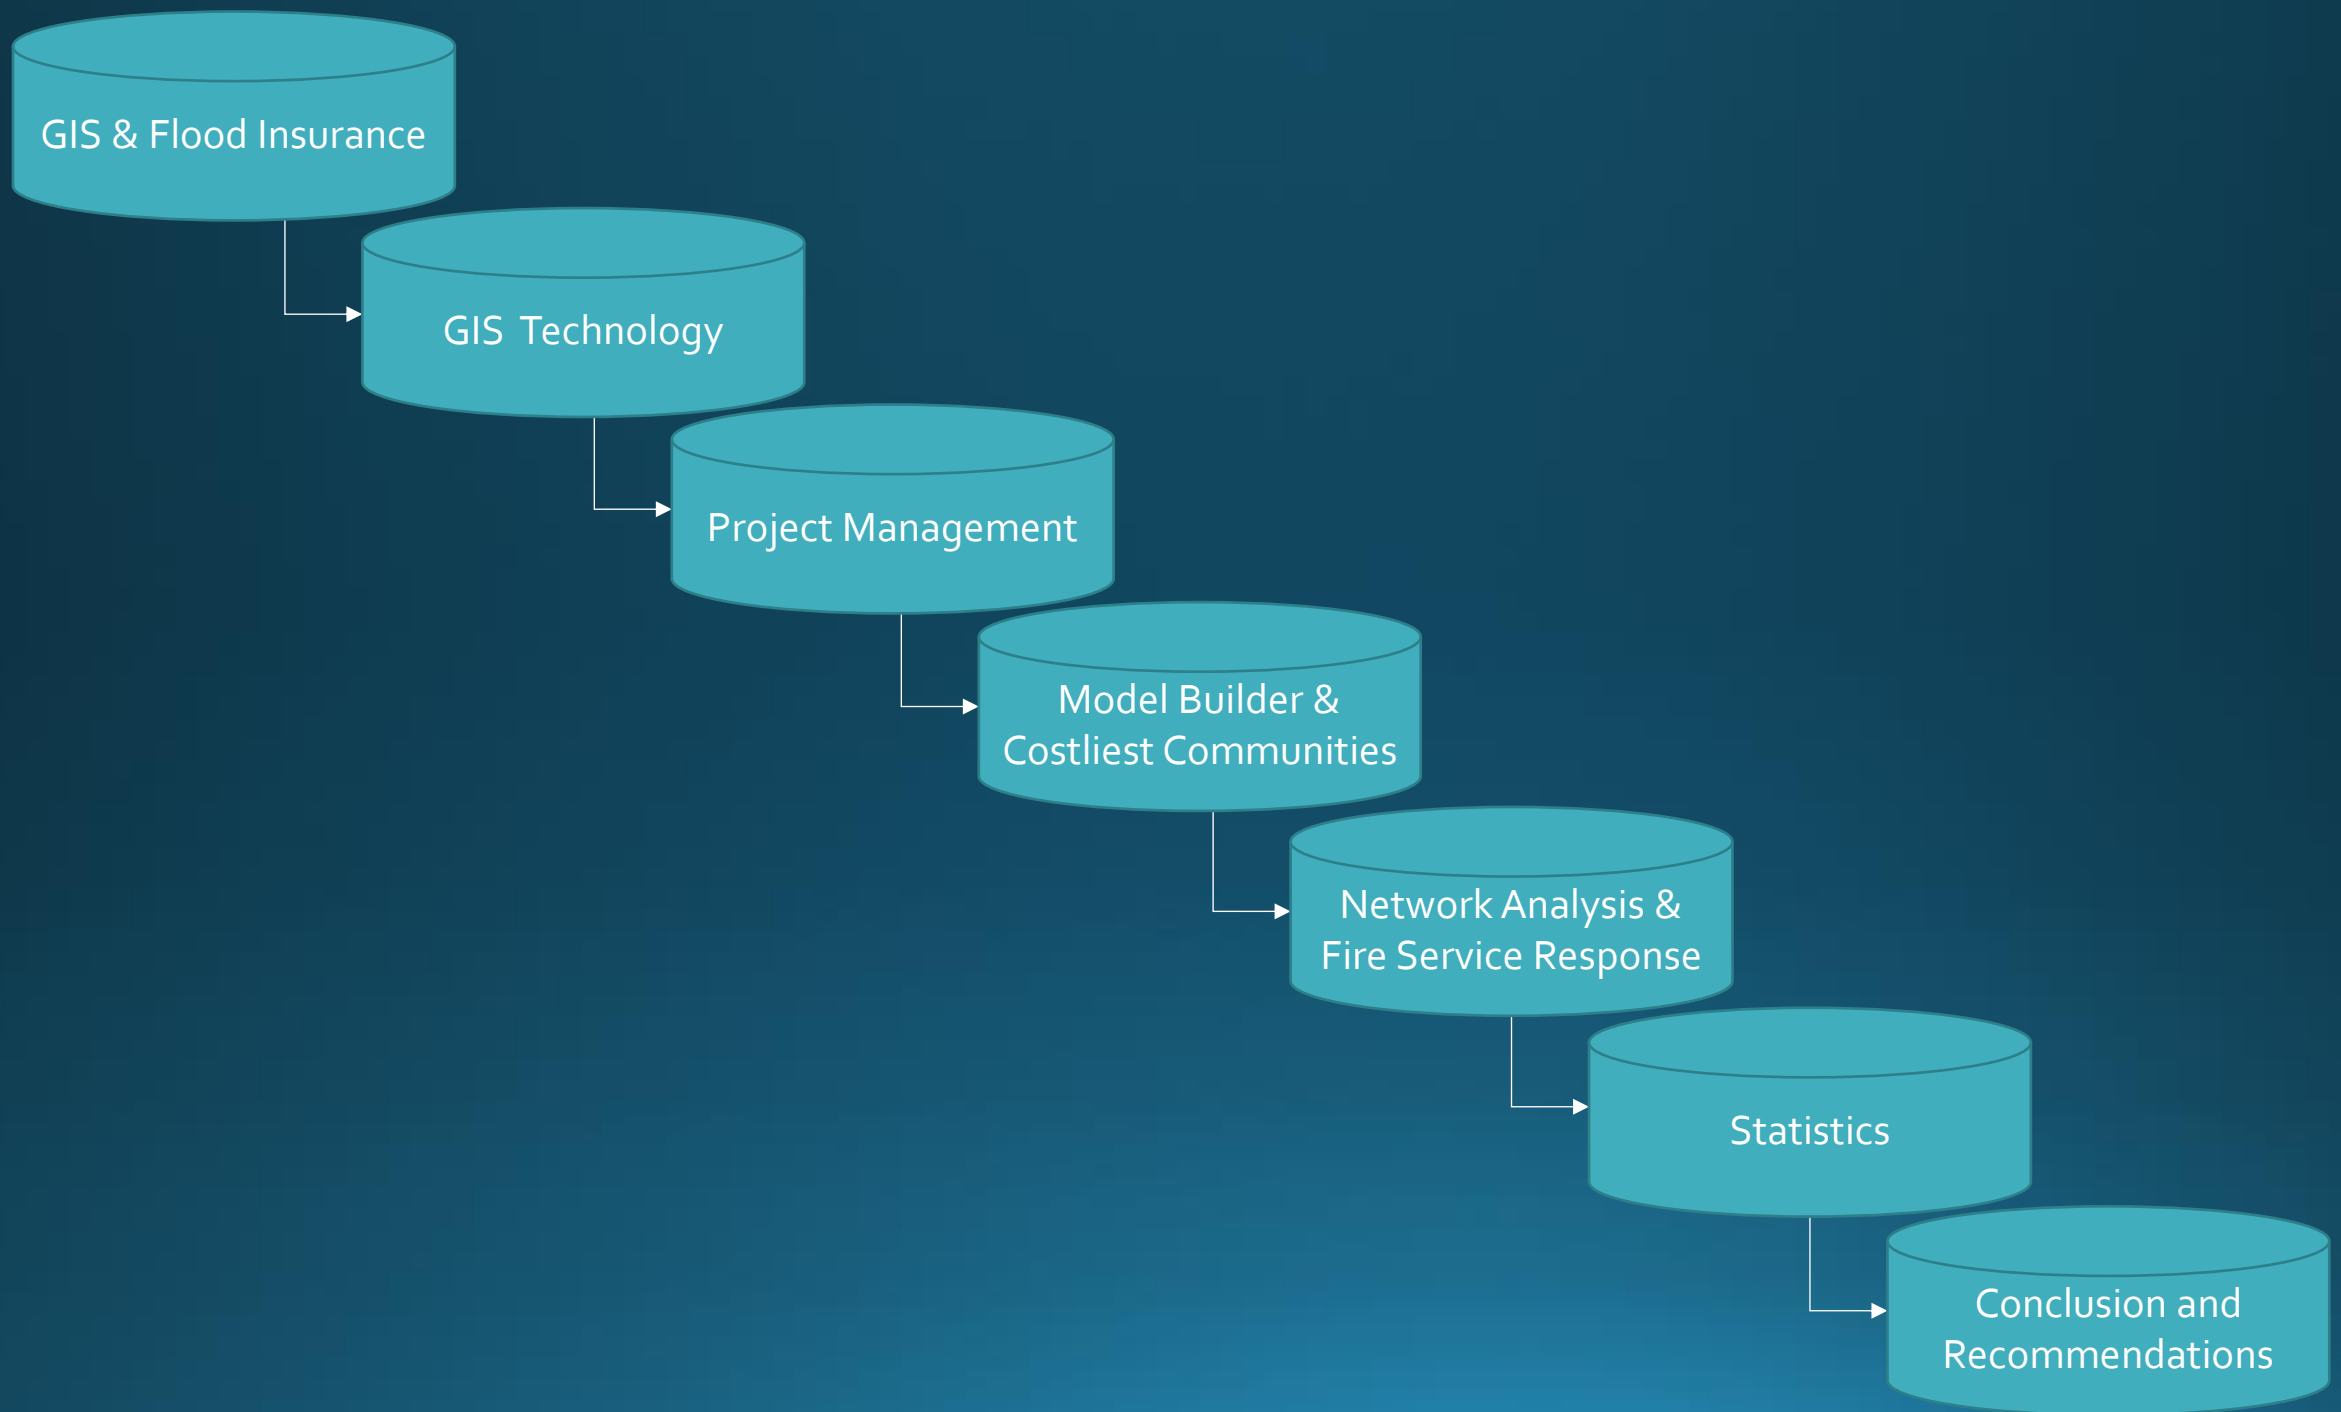 GIS & Flood Insurance
GIS  Technology
Project Management
Model Builder &
Costliest Communities
Network Analysis &
Fire Service Response
Statistics
Conclusion and
Recommendations